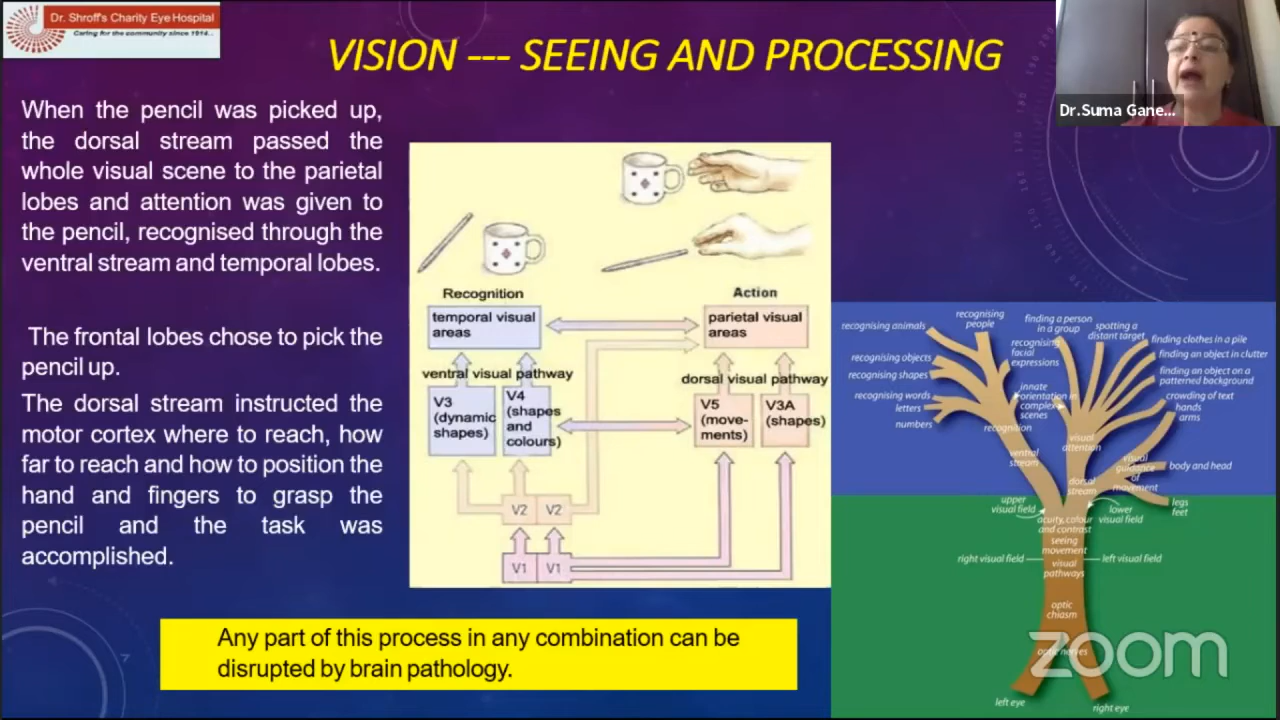 Dr. Shroff's Charity Eye Hospital
Caring for the community since 1914..
VISION --- SEEING AND PROCESSING
Dr.Suma Gane...
When the pencil was picked up,
the dorsal stream passed the
whole visual scene to the parietal
lobes and attention was given to
the pencil, recognised through the
ventral stream and temporal lobes.
The frontal lobes chose to pick the
pencil up.
The dorsal stream instructed the
motor cortex where to reach, how
far to reach and how to position the
hand and fingers to grasp the
pencil and the task was
accomplished.
Recognition
Action
temporal visual
areas
parietal visual
areas
ventral visual pathway
dorsal visual pathway
V3
(dynamic
shapes)
V4
(shapes
and
colours)
V5
(move-
ments)
V3A
(shapes)
V2
V2
V1
V1
recognising animals
recognising
people
finding a person
in a group
spotting a
distant target
finding clothes in a pile
finding an object in clutter
finding an object on a
patterned background
crowding of text
recognising
facial
expressions
recognising objects
recognising shapes
recognising words
letters
numbers
innate
orientation in
complex
scenes
recognition
hands
arms
visual
attention
ventral
stream
visual
guidance
of
movement
body and head
dorsal
stream
legs
feet
upper
visual field
lower
visual field
acuity, colour
and contrast
seeing
movement
right visual field
left visual field
visual
pathways
optic
chiasm
optic nerves
left eye
right eye
zoom
Any part of this process in any combination can be
disrupted by brain pathology.